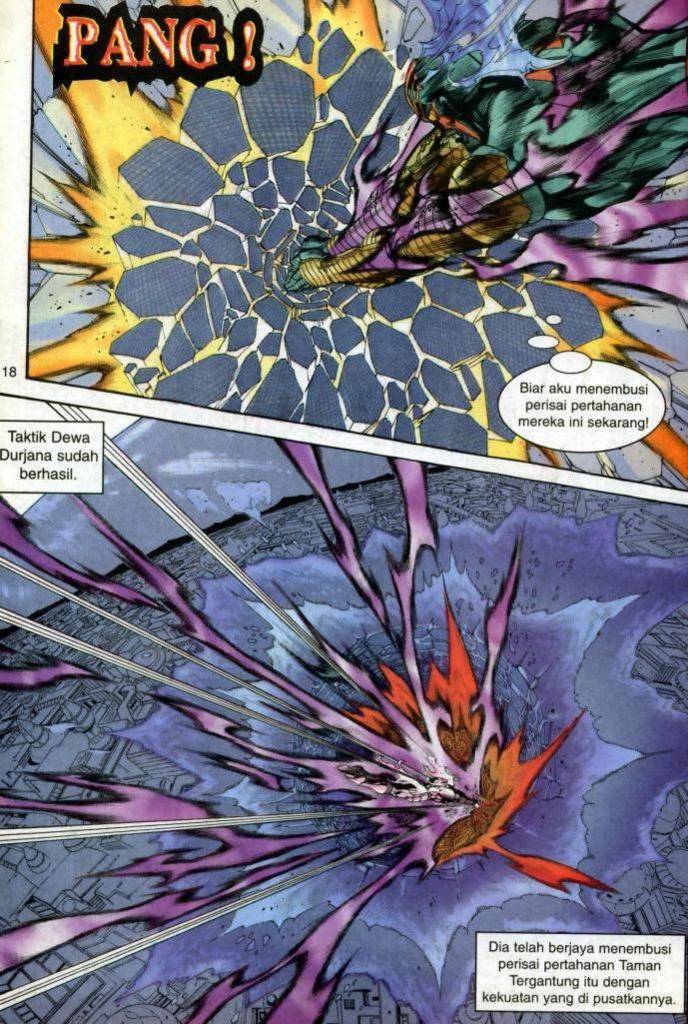 PANG!
18
Biar aku menembusi
perisai pertahanan
mereka ini sekarang!
Taktik Dewa
Durjana sudah
berhasil.
Dia telah berjaya menembusi
perisai pertahanan Taman
Tergantung itu dengan
kekuatan yang di pusatkannya.